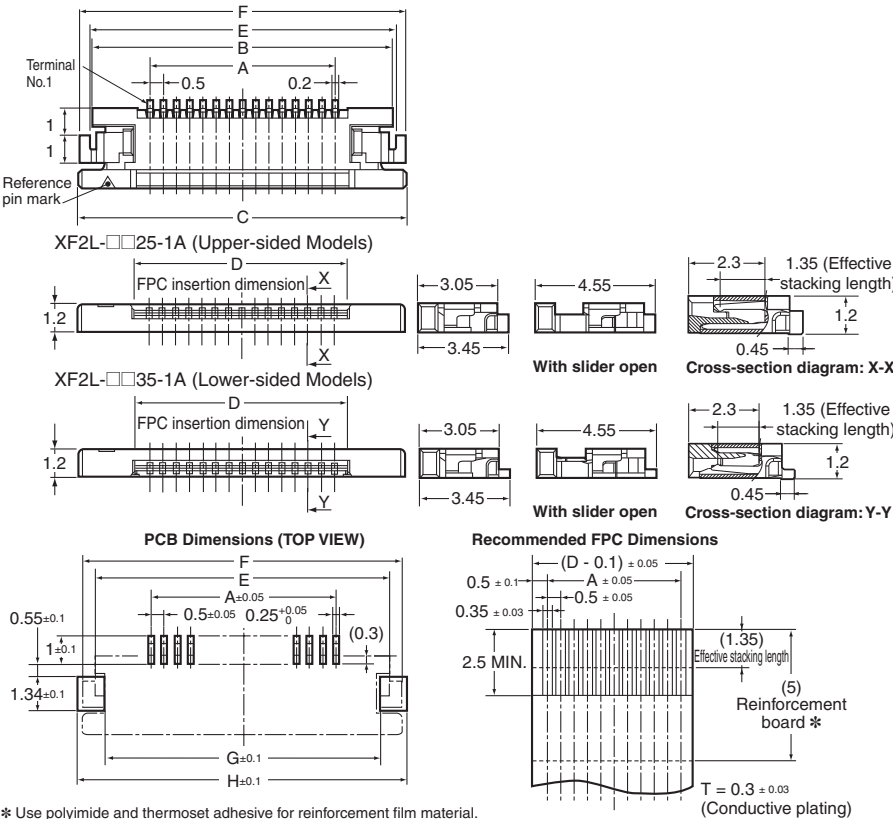 F
E
B
A
Terminal
No.1
0.5
0.2
1
1
Reference
pin mark
C
XF2L-□□25-1A (Upper-sided Models)
D
FPC insertion dimension
X
1.2
X
3.05
3.45
4.55
With slider open
2.3
1.35 (Effective
stacking length)
1.2
0.45
Cross-section diagram: X-X
XF2L-□□35-1A (Lower-sided Models)
D
FPC insertion dimension
Y
1.2
Y
3.05
3.45
4.55
With slider open
2.3
1.35 (Effective
stacking length)
1.2
0.45
Cross-section diagram: Y-Y
PCB Dimensions (TOP VIEW)
F
E
A±0.05
0.5±0.05
0.25+0.05 0
0.55±0.1
1±0.1
(0.3)
1.34±0.1
G±0.1
H±0.1
Recommended FPC Dimensions
(D - 0.1) ± 0.05
0.5 ± 0.1
A ± 0.05
0.5 ± 0.05
0.35 ± 0.03
2.5 MIN.
(1.35)
Effective stacking length
(5)
Reinforcement
board ✻
T = 0.3 ± 0.03
(Conductive plating)
✻ Use polyimide and thermoset adhesive for reinforcement film material.